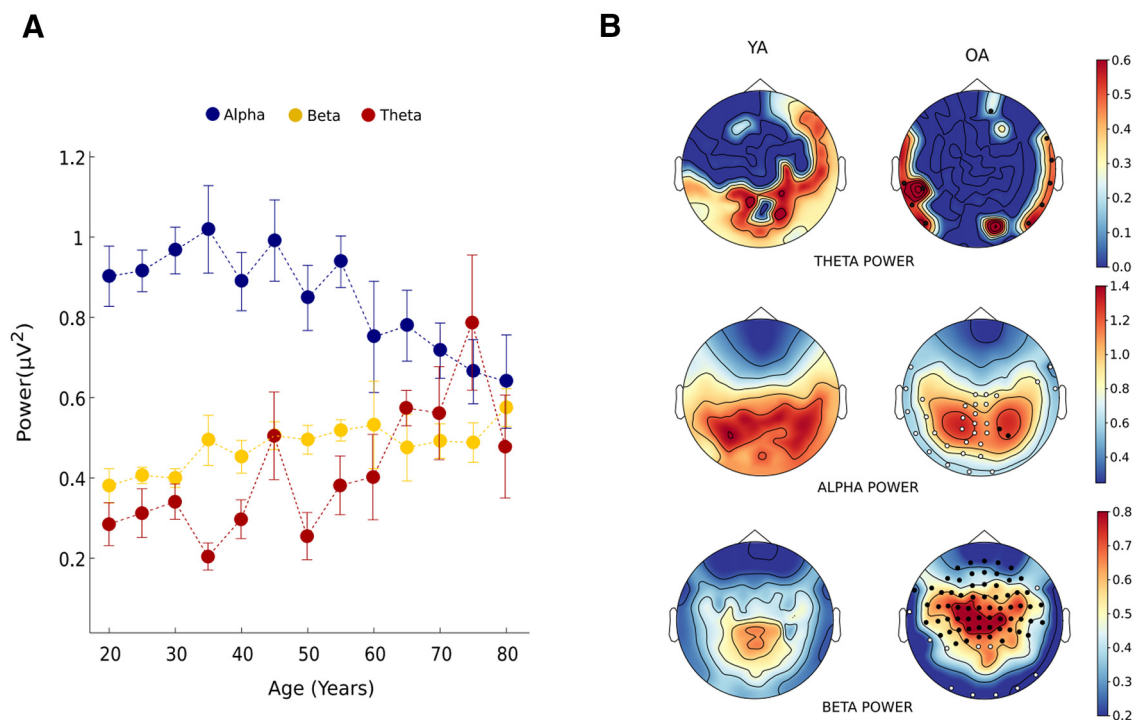 A
Alpha Beta Theta
1.2
1
0.8
0.6
0.4
0.2
Power(μV²)
20 30 40 50 60 70 80
Age (Years)
B
YA OA
0.6
0.5
0.4
0.3
0.2
0.1
0.0
THETA POWER
1.4
1.2
1.0
0.8
0.6
0.4
ALPHA POWER
0.8
0.7
0.6
0.5
0.4
0.3
0.2
BETA POWER